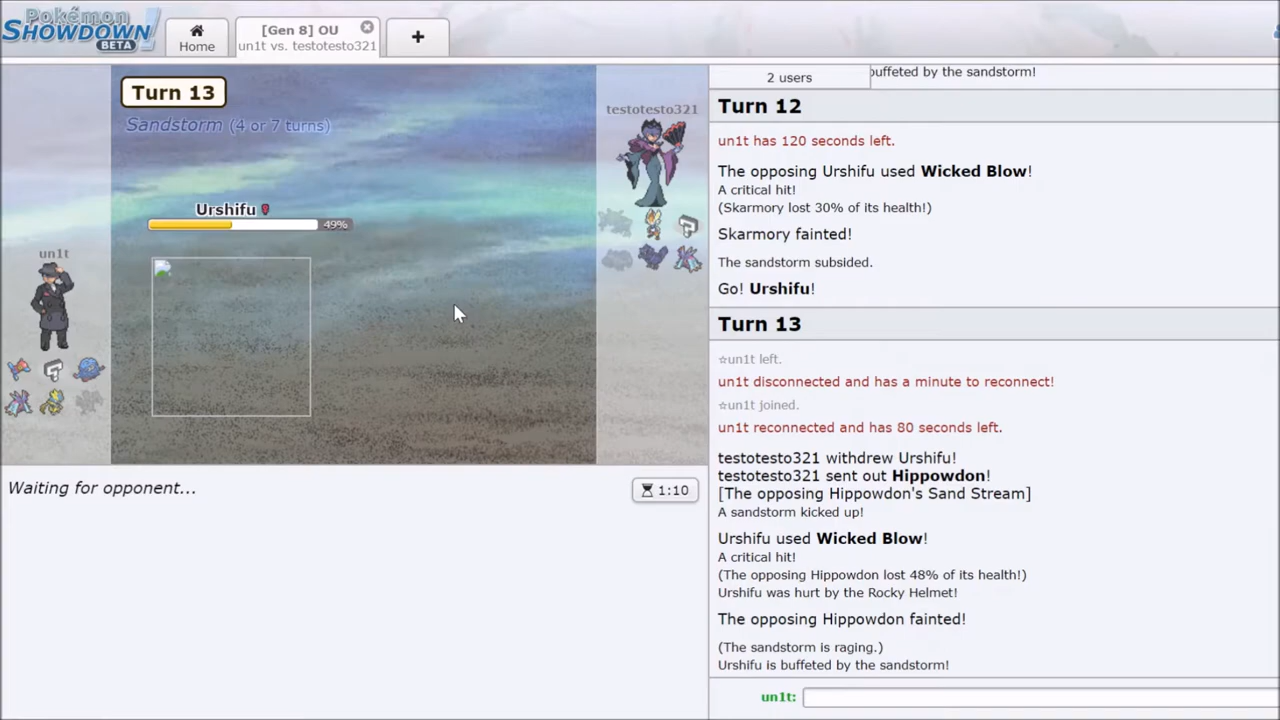 Pokémon
SHOWDOWN!
BETA
Home
[Gen 8] OU
un1t vs. testotesto321
+
Turn 13
Sandstorm (4 or 7 turns)
Urshifu
49%
un1t
testotesto321
Waiting for opponent...
1:10
2 users
buffeted by the sandstorm!
Turn 12
un1t has 120 seconds left.
The opposing Urshifu used Wicked Blow!
A critical hit!
(Skarmory lost 30% of its health!)
Skarmory fainted!
The sandstorm subsided.
Go! Urshifu!
Turn 13
☆un1t left.
un1t disconnected and has a minute to reconnect!
☆un1t joined.
un1t reconnected and has 80 seconds left.
testotesto321 withdrew Urshifu!
testotesto321 sent out Hippowdon!
[The opposing Hippowdon's Sand Stream]
A sandstorm kicked up!
Urshifu used Wicked Blow!
A critical hit!
(The opposing Hippowdon lost 48% of its health!)
Urshifu was hurt by the Rocky Helmet!
The opposing Hippowdon fainted!
(The sandstorm is raging.)
Urshifu is buffeted by the sandstorm!
un1t: